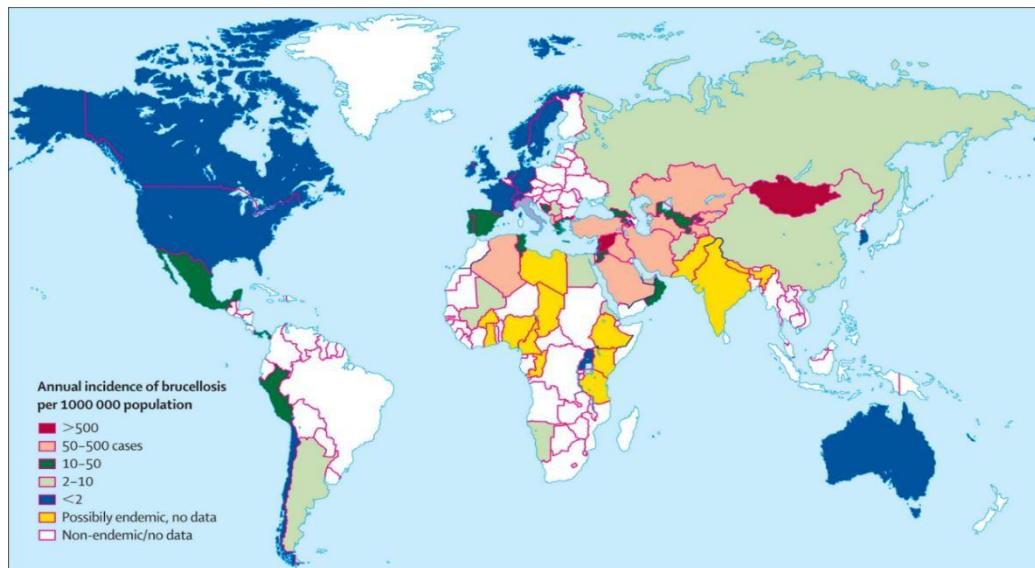 Annual incidence of brucellosis
per 1000 000 population
>500
50–500 cases
10–50
2–10
<2
Possibily endemic, no data
Non-endemic/no data